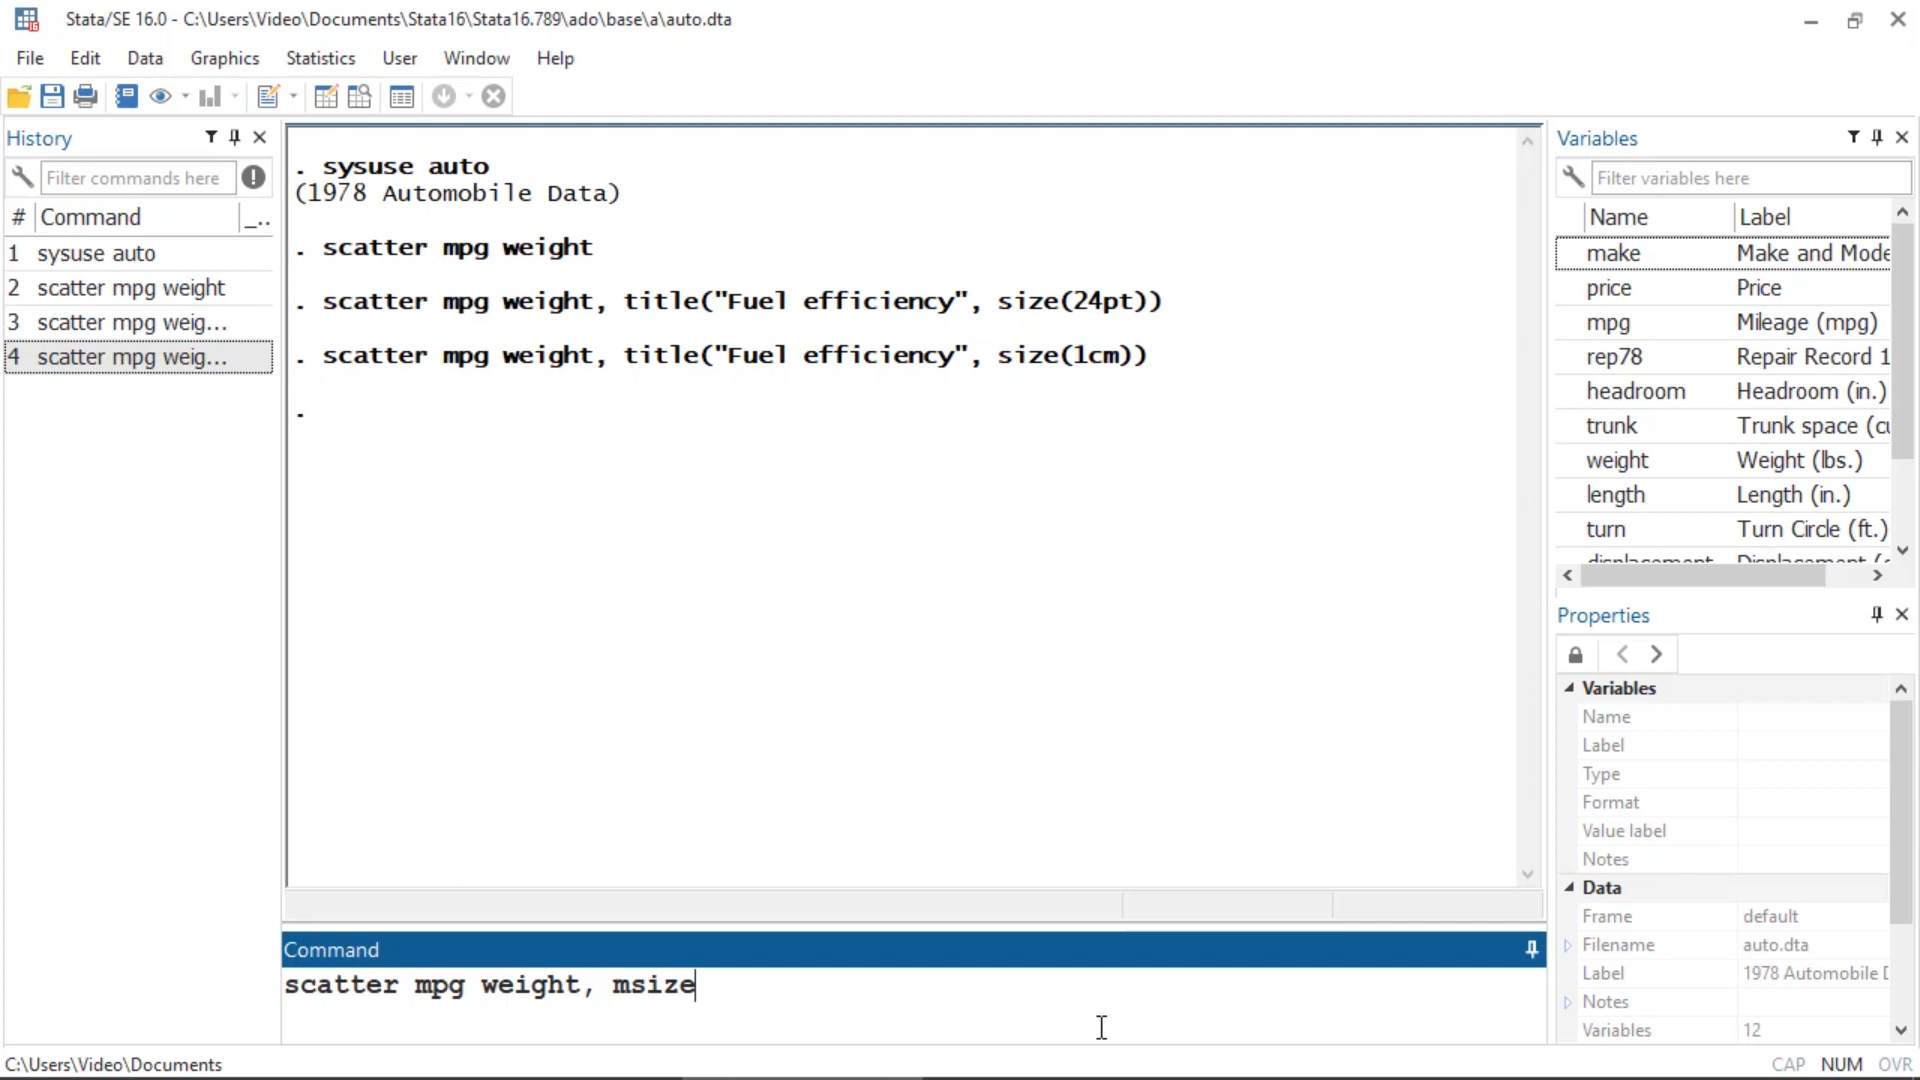 Stata/SE 16.0 - C:\Users\Video\Documents\Stata16\Stata16.789\ado\base\a\auto.dta
File Edit Data Graphics Statistics User Window Help
History
Filter commands here
# Command _..
1 sysuse auto
2 scatter mpg weight
3 scatter mpg weig...
4 scatter mpg weig...
. sysuse auto
(1978 Automobile Data)
. scatter mpg weight
. scatter mpg weight, title("Fuel efficiency", size(24pt))
. scatter mpg weight, title("Fuel efficiency", size(1cm))
.
Command
scatter mpg weight, msize
Variables
Filter variables here
Name Label
make Make and Mode
price Price
mpg Mileage (mpg)
rep78 Repair Record 1
headroom Headroom (in.)
trunk Trunk space (cu
weight Weight (lbs.)
length Length (in.)
turn Turn Circle (ft.)
Properties
Variables
Name
Label
Type
Format
Value label
Notes
Data
Frame default
Filename auto.dta
Label 1978 Automobile D
Notes
Variables 12
C:\Users\Video\Documents
CAP NUM OVR